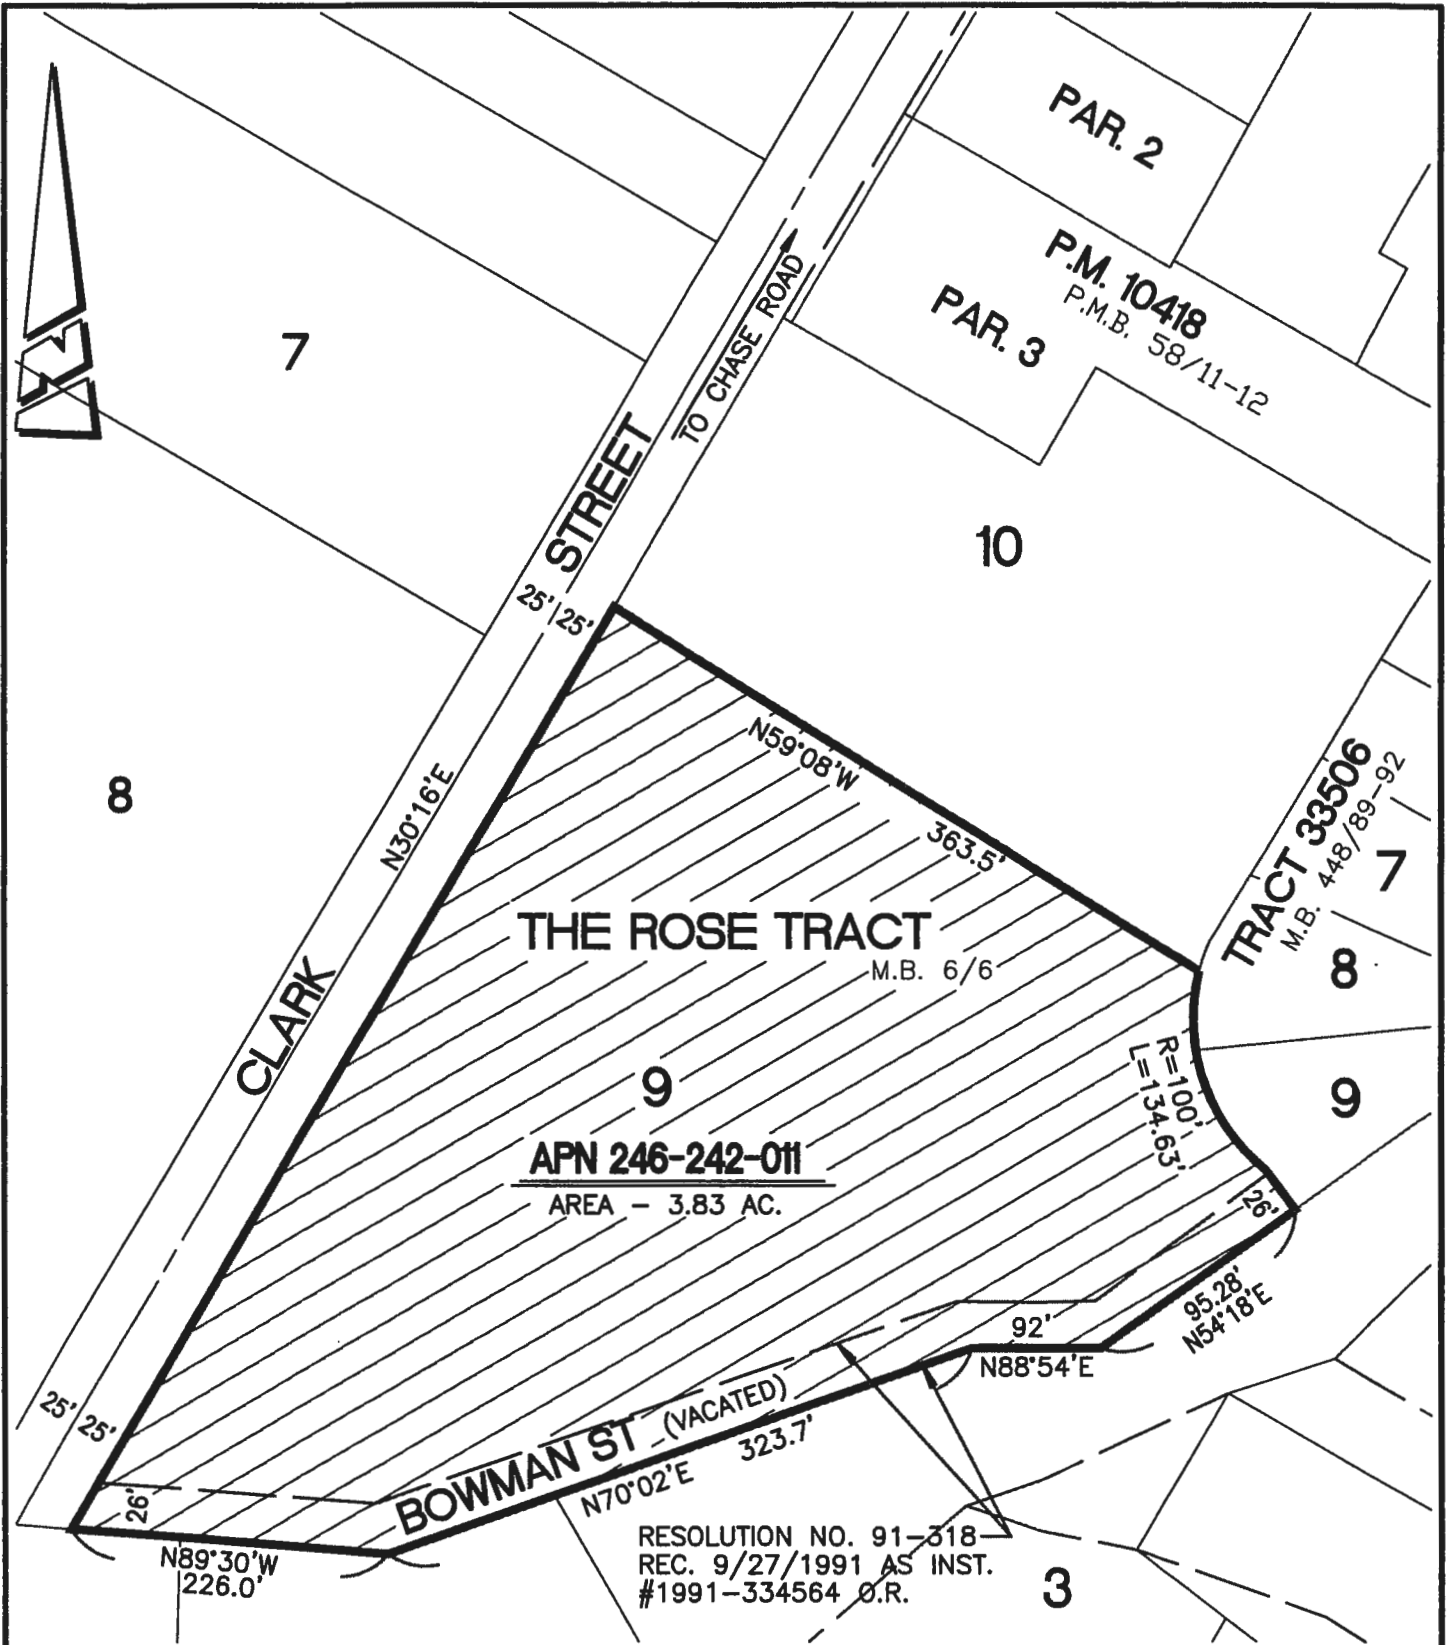 PAR. 2
P.M. 10418
P.M.B. 58/11-12
PAR. 3
TO CHASE ROAD
7
STREET
10
25' 25'
N59°08'W
363.5'
N30°16'E
8
TRACT 33506
M.B. 448/89-92
7
THE ROSE TRACT
M.B. 6/6
8
CLARK
R=100'
L=134.63'
9
9
APN 246-242-011
AREA - 3.83 AC.
26'
95.28'
N54°18'E
92'
N88°54'E
25' 25'
BOWMAN ST (VACATED)
323.7'
N70°02'E
26'
N89°30'W
226.0'
RESOLUTION NO. 91-318
REC. 9/27/1991 AS INST.
#1991-334564 O.R.
3